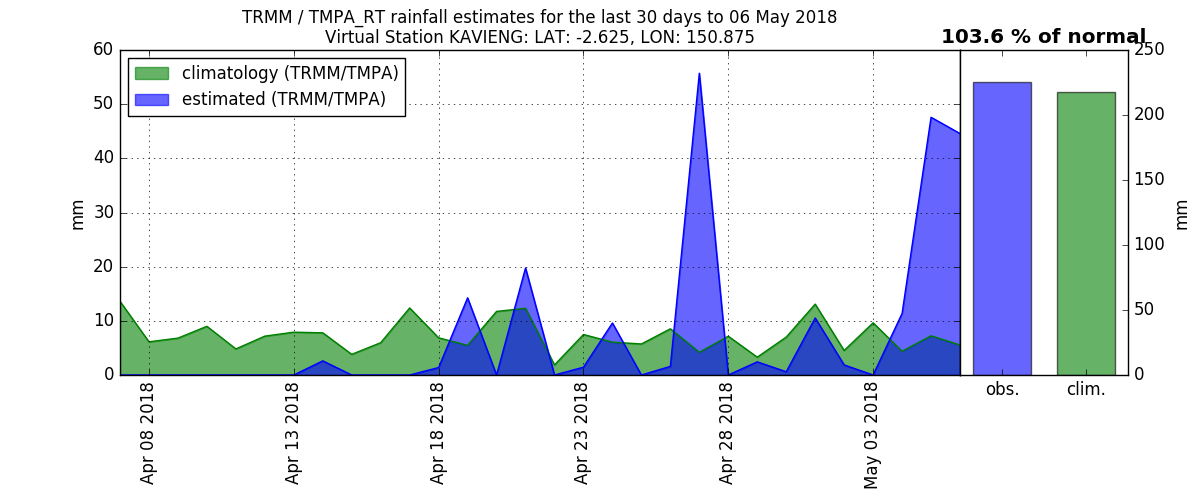 TRMM / TMPA_RT rainfall estimates for the last 30 days to 06 May 2018
Virtual Station KAVIENG: LAT: -2.625, LON: 150.875
103.6 % of normal
climatology (TRMM/TMPA)
estimated (TRMM/TMPA)
60
50
40
30
20
10
0
mm
Apr 08 2018
Apr 13 2018
Apr 18 2018
Apr 23 2018
Apr 28 2018
May 03 2018
obs.
clim.
250
200
150
100
50
0
mm